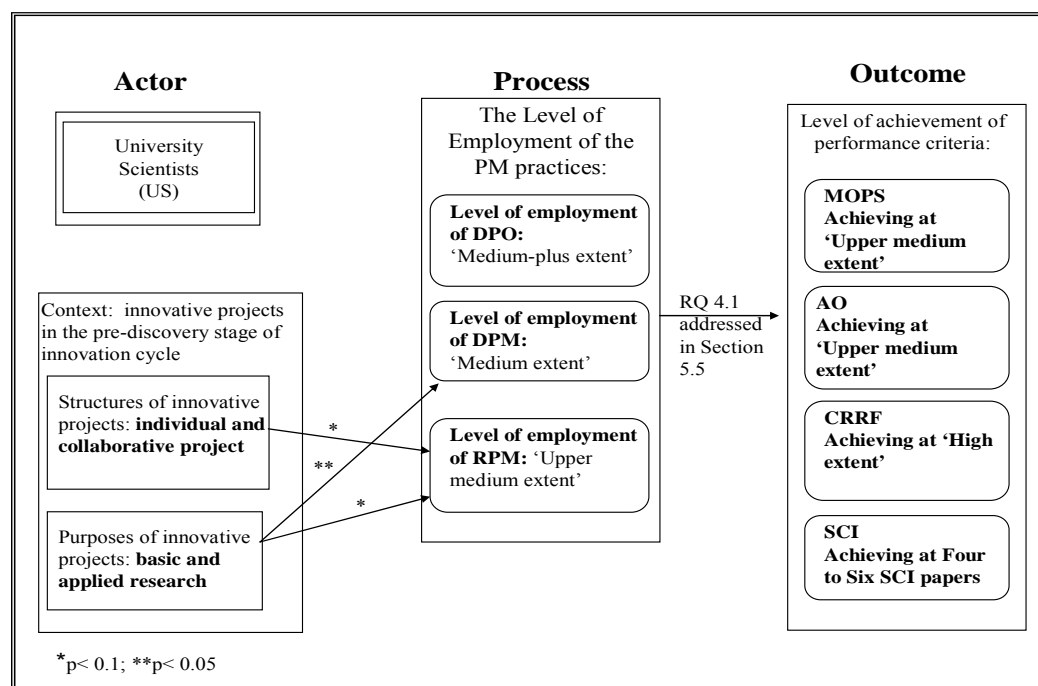 Actor
University
Scientists
(US)
Context: innovative projects
in the pre-discovery stage of
innovation cycle
Structures of innovative
projects: individual and
collaborative project
Purposes of innovative
projects: basic and
applied research
*
**
*
Process
The Level of
Employment of the
PM practices:
Level of employment
of DPO:
‘Medium-plus extent’
Level of employment
of DPM:
‘Medium extent’
Level of employment
of RPM: ‘Upper
medium extent’
RQ 4.1
addressed
in Section
5.5
Outcome
Level of achievement of
performance criteria:
MOPS
Achieving at
‘Upper medium
extent’
AO
Achieving at
‘Upper medium
extent’
CRRF
Achieving at ‘High
extent’
SCI
Achieving at Four
to Six SCI papers
*p< 0.1; **p< 0.05